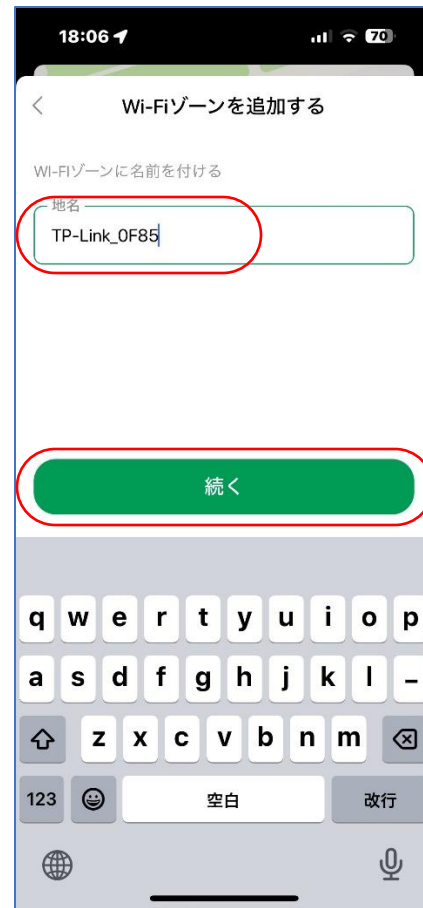 18:06
70
Wi-Fiゾーンを追加する
WI-FIゾーンに名前を付ける
地名
TP-Link_0F85
続く
q w e r t y u i o p
a s d f g h j k l –
z x c v b n m
123 空白 改行